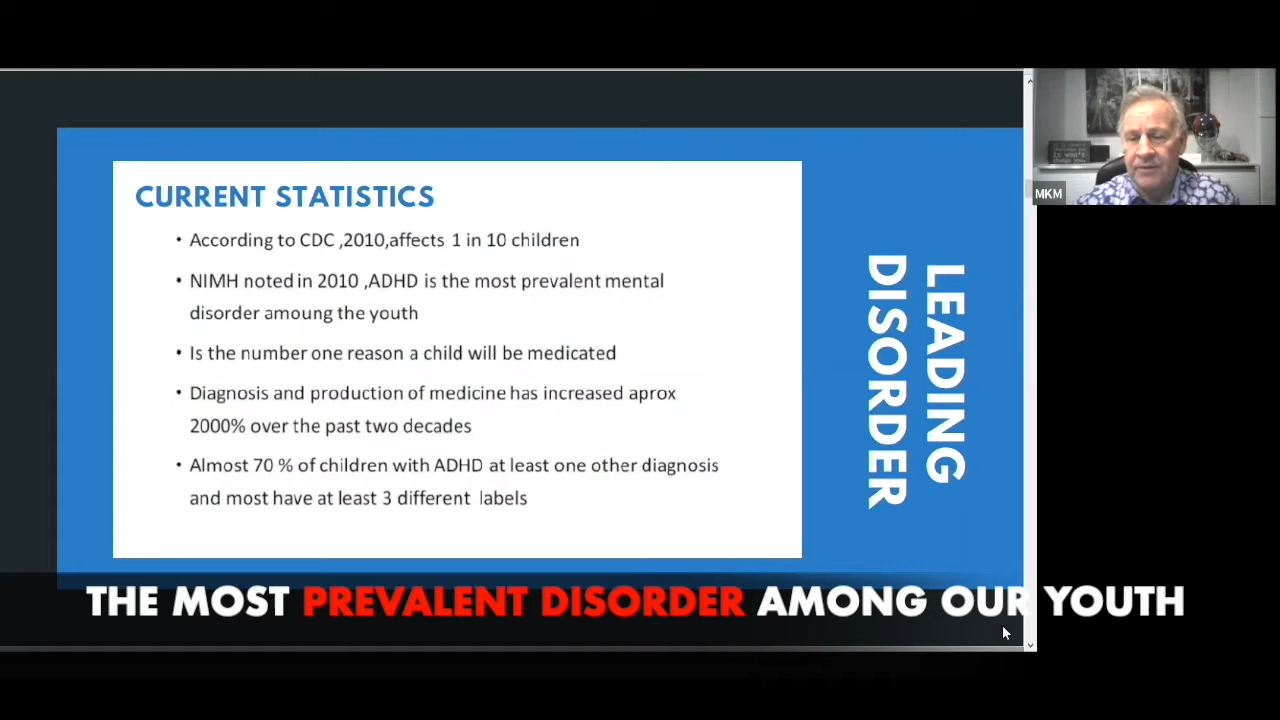 CURRENT STATISTICS
• According to CDC ,2010,affects 1 in 10 children
• NIMH noted in 2010 ,ADHD is the most prevalent mental
disorder amoung the youth
• Is the number one reason a child will be medicated
• Diagnosis and production of medicine has increased aprox
2000% over the past two decades
• Almost 70 % of children with ADHD at least one other diagnosis
and most have at least 3 different labels
LEADING
DISORDER
MKM
THE MOST PREVALENT DISORDER AMONG OUR YOUTH